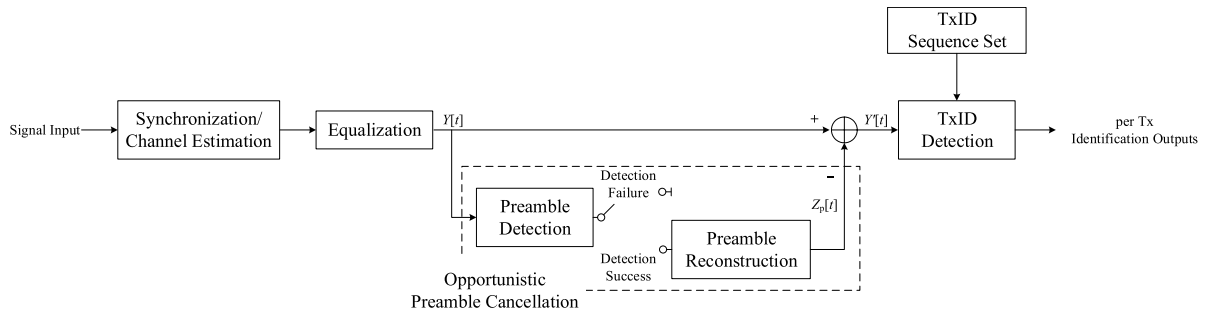 TxID
Sequence Set
Signal Input
Synchronization/
Channel Estimation
Equalization
Y[t]
+
Y'[t]
TxID
Detection
per Tx
Identification Outputs
Detection
Failure
-
Preamble
Detection
Zp[t]
Preamble
Reconstruction
Detection
Success
Opportunistic
Preamble Cancellation